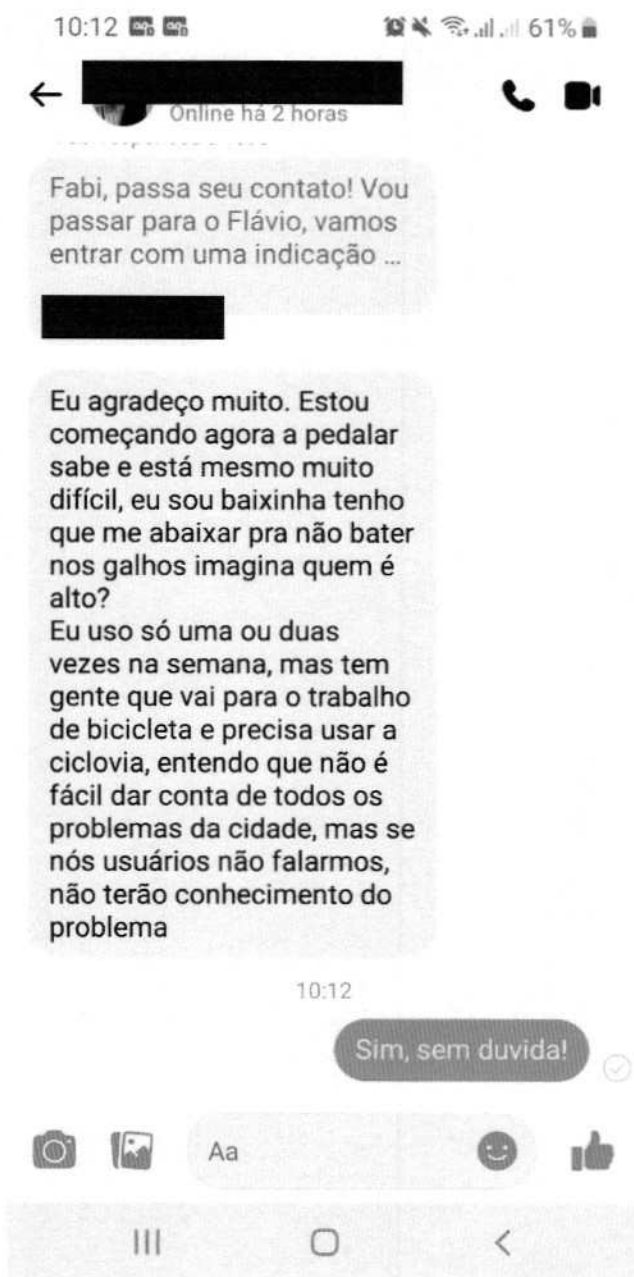 10:12
61%
Online há 2 horas
Fabi, passa seu contato! Vou
passar para o Flávio, vamos
entrar com uma indicação ...
Eu agradeço muito. Estou
começando agora a pedalar
sabe e está mesmo muito
difícil, eu sou baixinha tenho
que me abaixar pra não bater
nos galhos imagina quem é
alto?
Eu uso só uma ou duas
vezes na semana, mas tem
gente que vai para o trabalho
de bicicleta e precisa usar a
ciclovia, entendo que não é
fácil dar conta de todos os
problemas da cidade, mas se
nós usuários não falarmos,
não terão conhecimento do
problema
10:12
Sim, sem duvida!
Aa